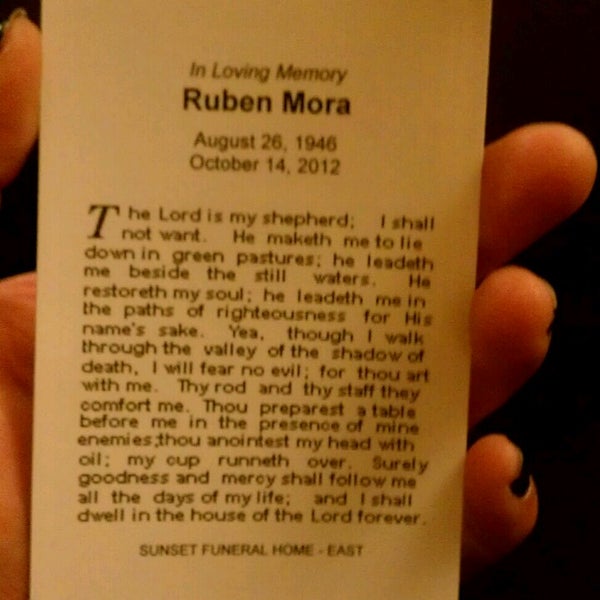 In Loving Memory
Ruben Mora
August 26, 1946
October 14, 2012
The Lord is my shepherd; I shall
not want. He maketh me to lie
down in green pastures; he leadeth
me beside the still waters. He
restoreth my soul; he leadeth me in
the paths of righteousness for His
name's sake. Yea, though I walk
through the valley of the shadow of
death, I will fear no evil; for thou art
with me. Thy rod and thy staff they
comfort me. Thou preparest a table
before me in the presence of mine
enemies;thou anointest my head with
oil; my cup runneth over. Surely
goodness and mercy shall follow me
all the days of my life; and I shall
dwell in the house of the Lord forever.
SUNSET FUNERAL HOME - EAST